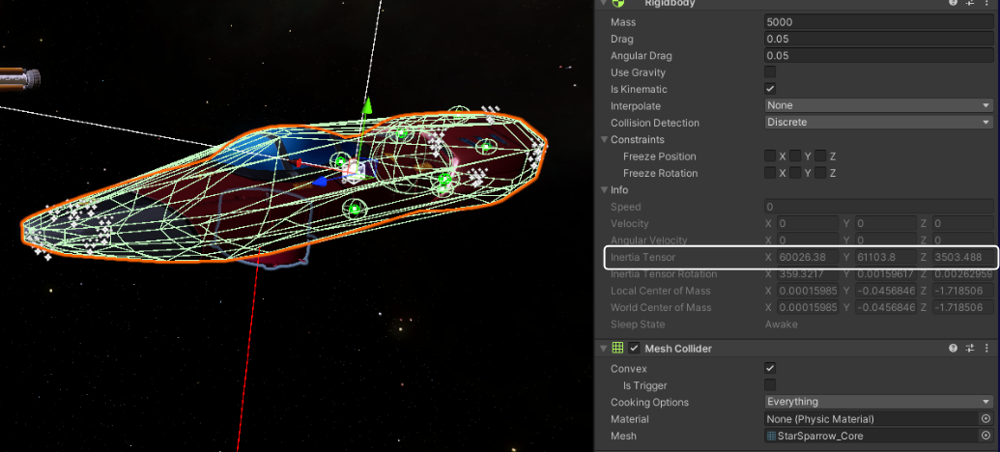 Rigidbody
Mass 5000
Drag 0.05
Angular Drag 0.05
Use Gravity
Is Kinematic
Interpolate None
Collision Detection Discrete
Constraints
Freeze Position X Y Z
Freeze Rotation X Y Z
Info
Speed 0
Velocity X 0 Y 0 Z 0
Angular Velocity X 0 Y 0 Z 0
Inertia Tensor X 60026.38 Y 61103.8 Z 3503.488
Inertia Tensor Rotation X 359.3217 Y 0.00159617 Z 0.00262959
Local Center of Mass X 0.00015985 Y -0.0456846 Z -1.718506
World Center of Mass X 0.00015985 Y -0.0456846 Z -1.718506
Sleep State Awake
Mesh Collider
Convex
Is Trigger
Cooking Options Everything
Material None (Physic Material)
Mesh StarSparrow_Core